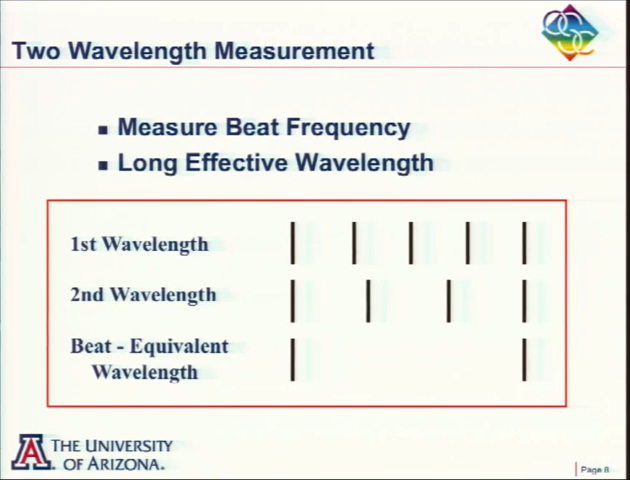 Two Wavelength Measurement
Measure Beat Frequency
Long Effective Wavelength
1st Wavelength
2nd Wavelength
Beat - Equivalent
Wavelength
THE UNIVERSITY
OF ARIZONA.
Page 8